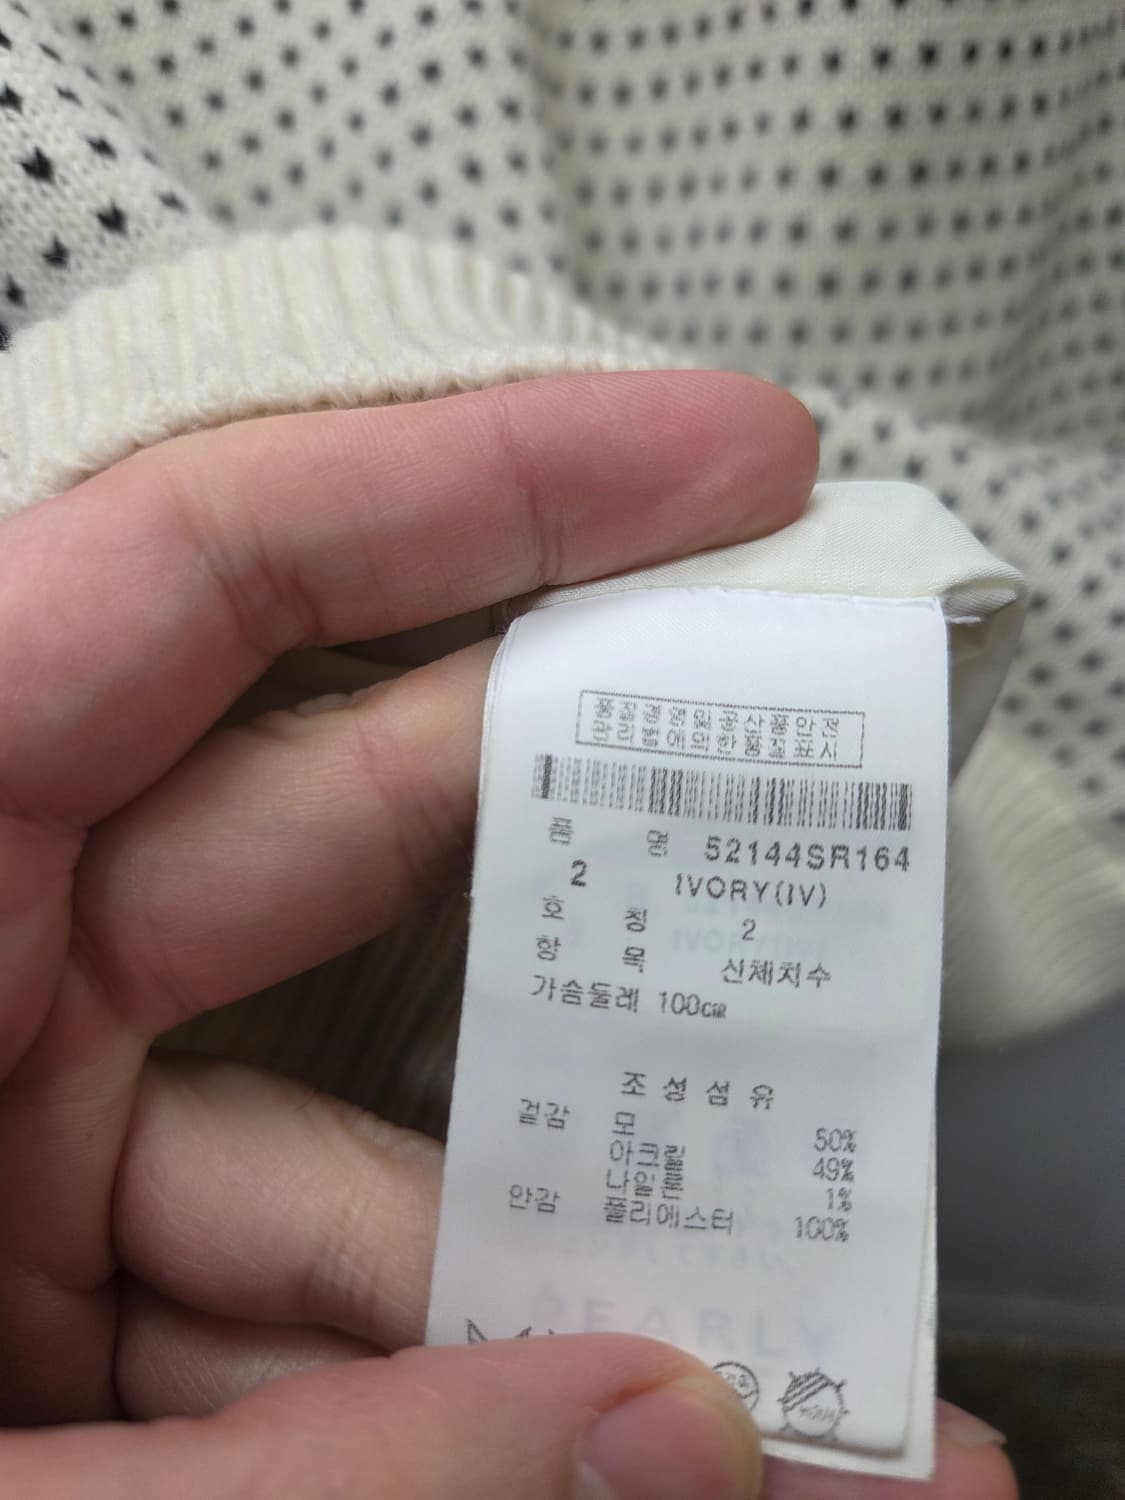 품질경영및공산품안전
관리법에의한품질표시
품 명 52144SR164
2 IVORY(IV)
호 칭 2
항 목 신체치수
가슴둘레 100cm
조성섬유
겉감 모 50%
아크릴 49%
나일론 1%
안감 폴리에스터 100%
PEARLY